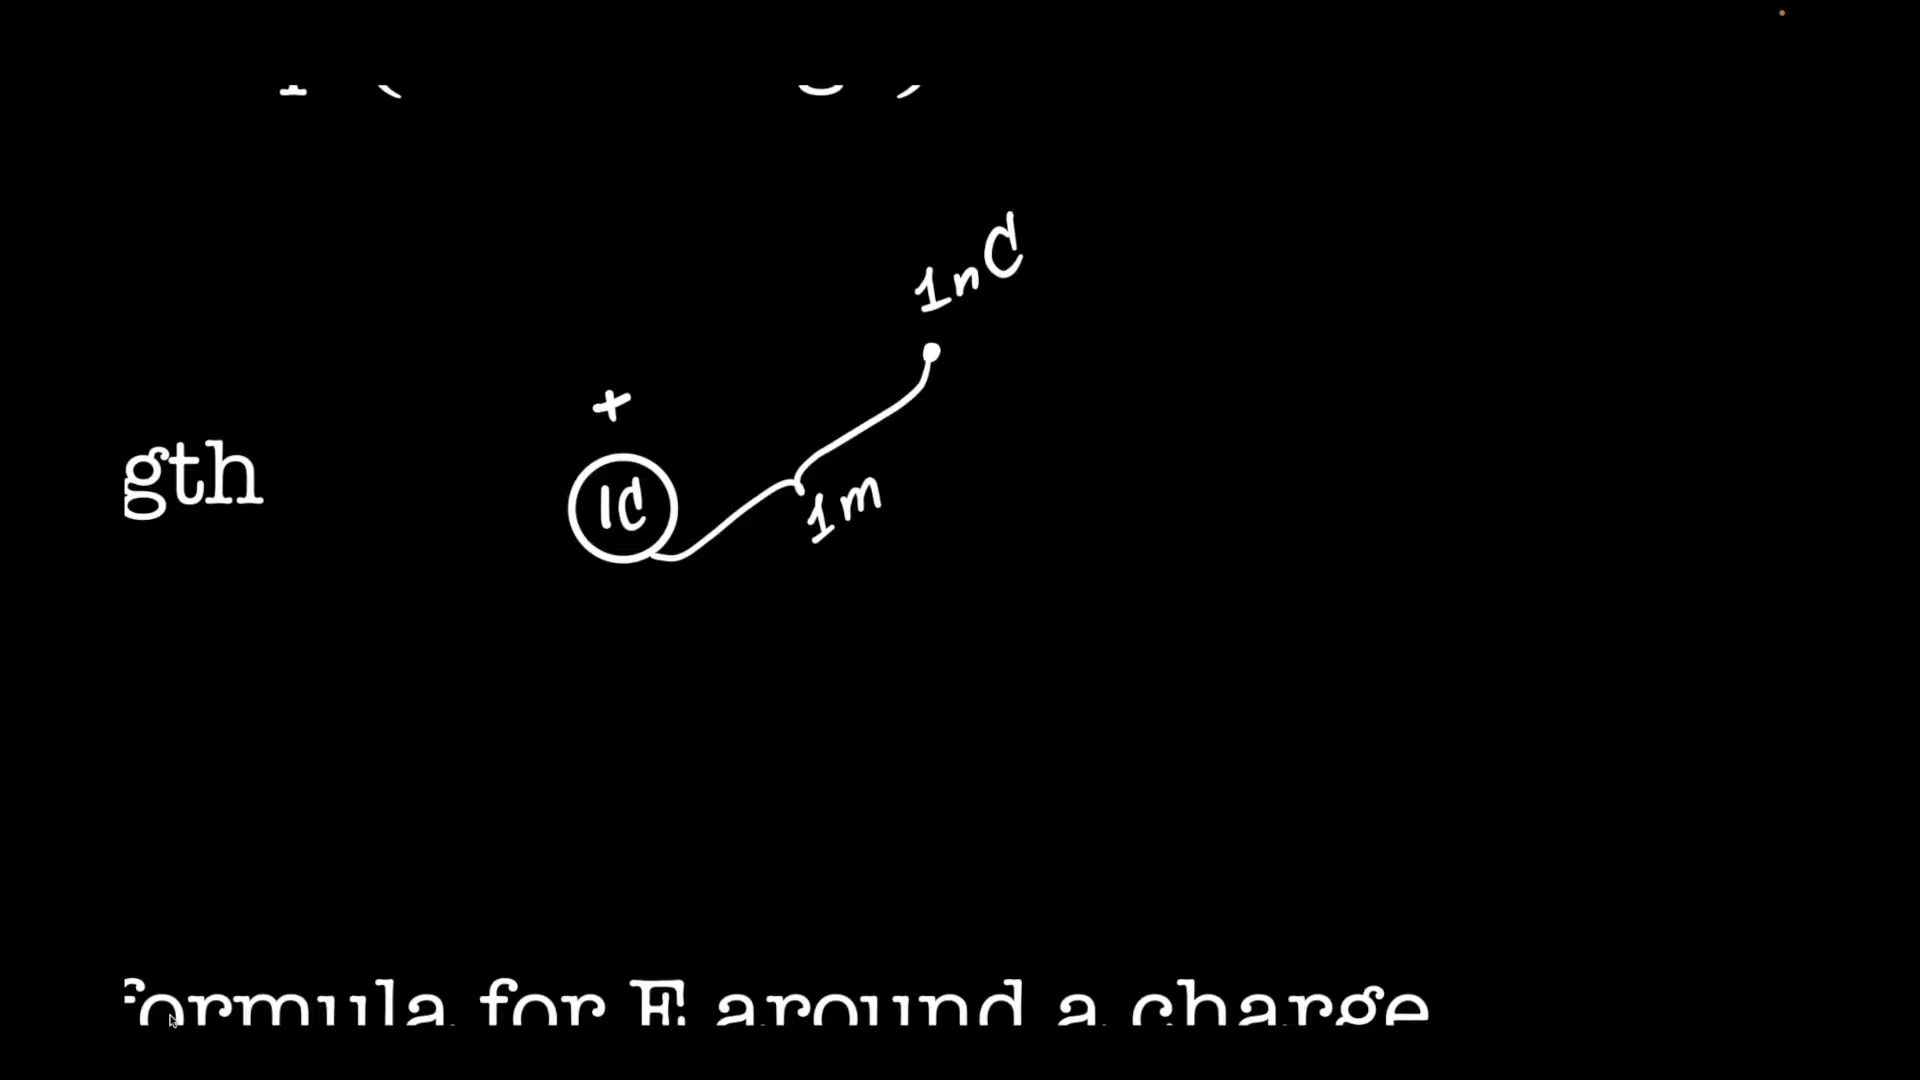 1nC
+
gth
1C
1m
formula for E around a charge